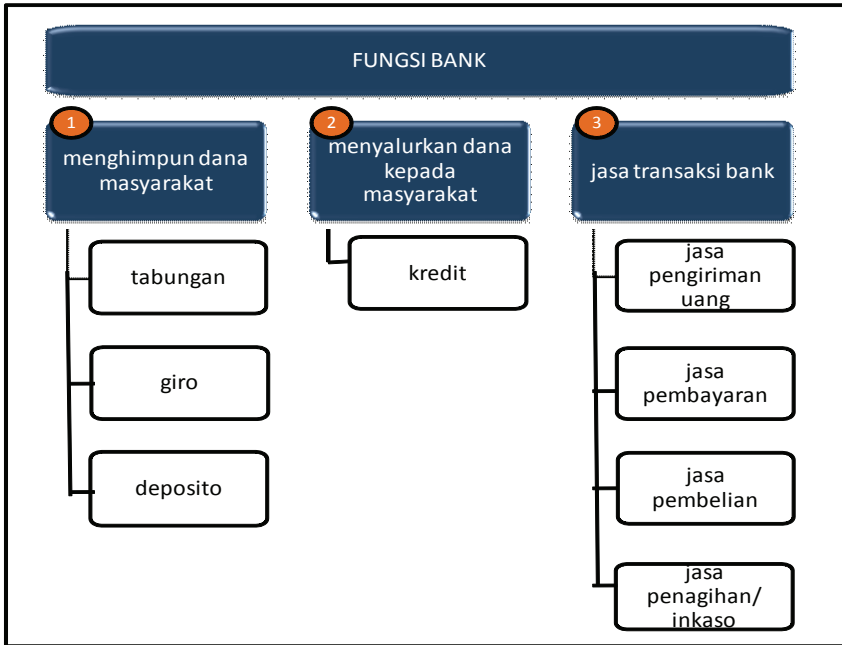 FUNGSI BANK
1
menghimpun dana
masyarakat
tabungan
giro
deposito
2
menyalurkan dana
kepada
masyarakat
kredit
3
jasa transaksi bank
jasa
pengiriman
uang
jasa
pembayaran
jasa
pembelian
jasa
penagihan/
inkaso